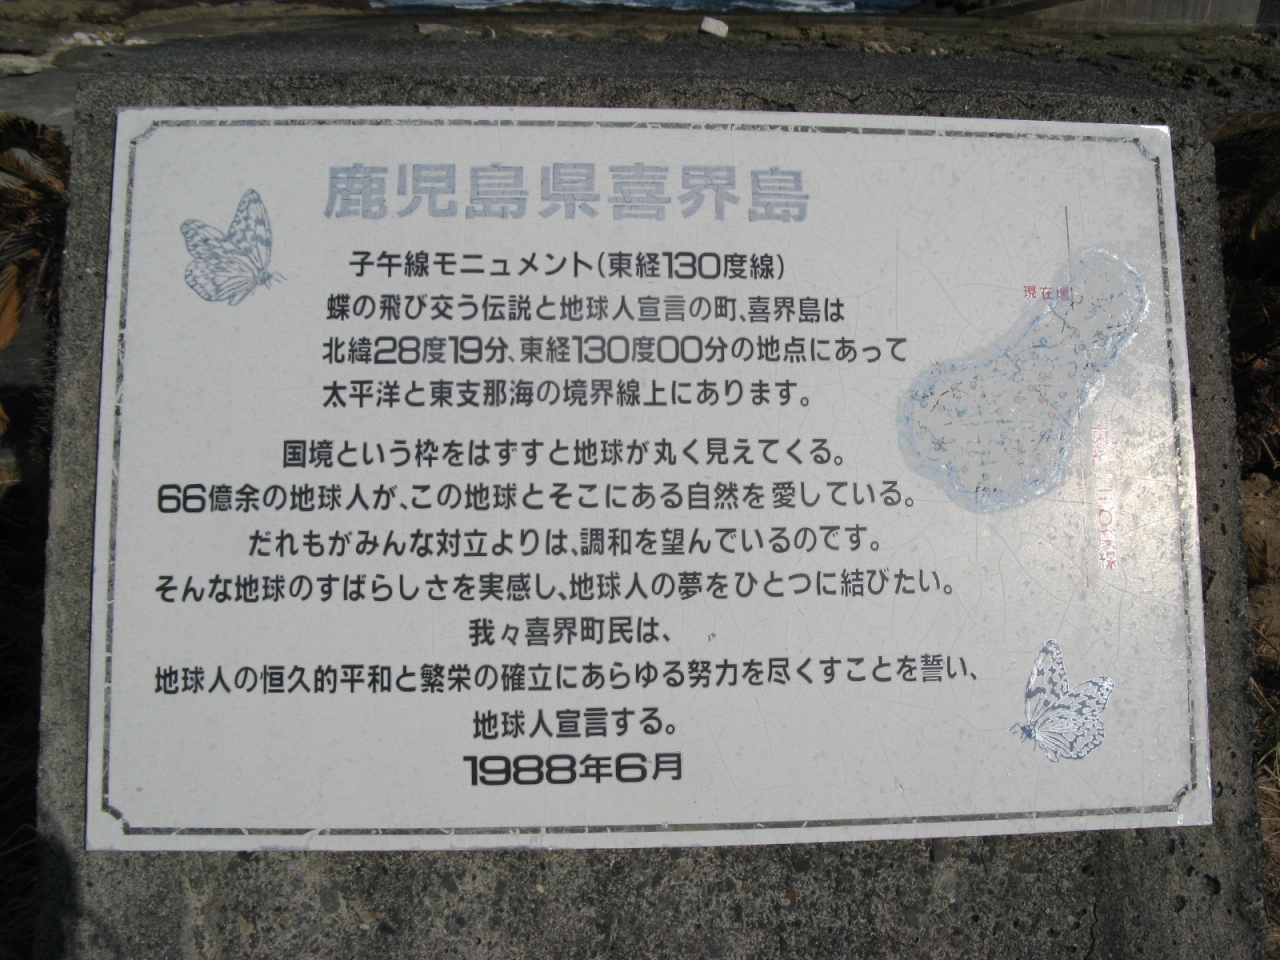 鹿児島県喜界島
子午線モニュメント(東経130度線)
蝶の飛び交う伝説と地球人宣言の町、喜界島は
北緯28度19分、東経130度00分の地点にあって
太平洋と東支那海の境界線上にあります。
国境という枠をはずすと地球が丸く見えてくる。
66億余の地球人が、この地球とそこにある自然を愛している。
だれもがみんな対立よりは、調和を望んでいるのです。
そんな地球のすばらしさを実感し、地球人の夢をひとつに結びたい。
我々喜界町民は、
地球人の恒久的平和と繁栄の確立にあらゆる努力を尽くすことを誓い、
地球人宣言する。
1988年6月
現在地